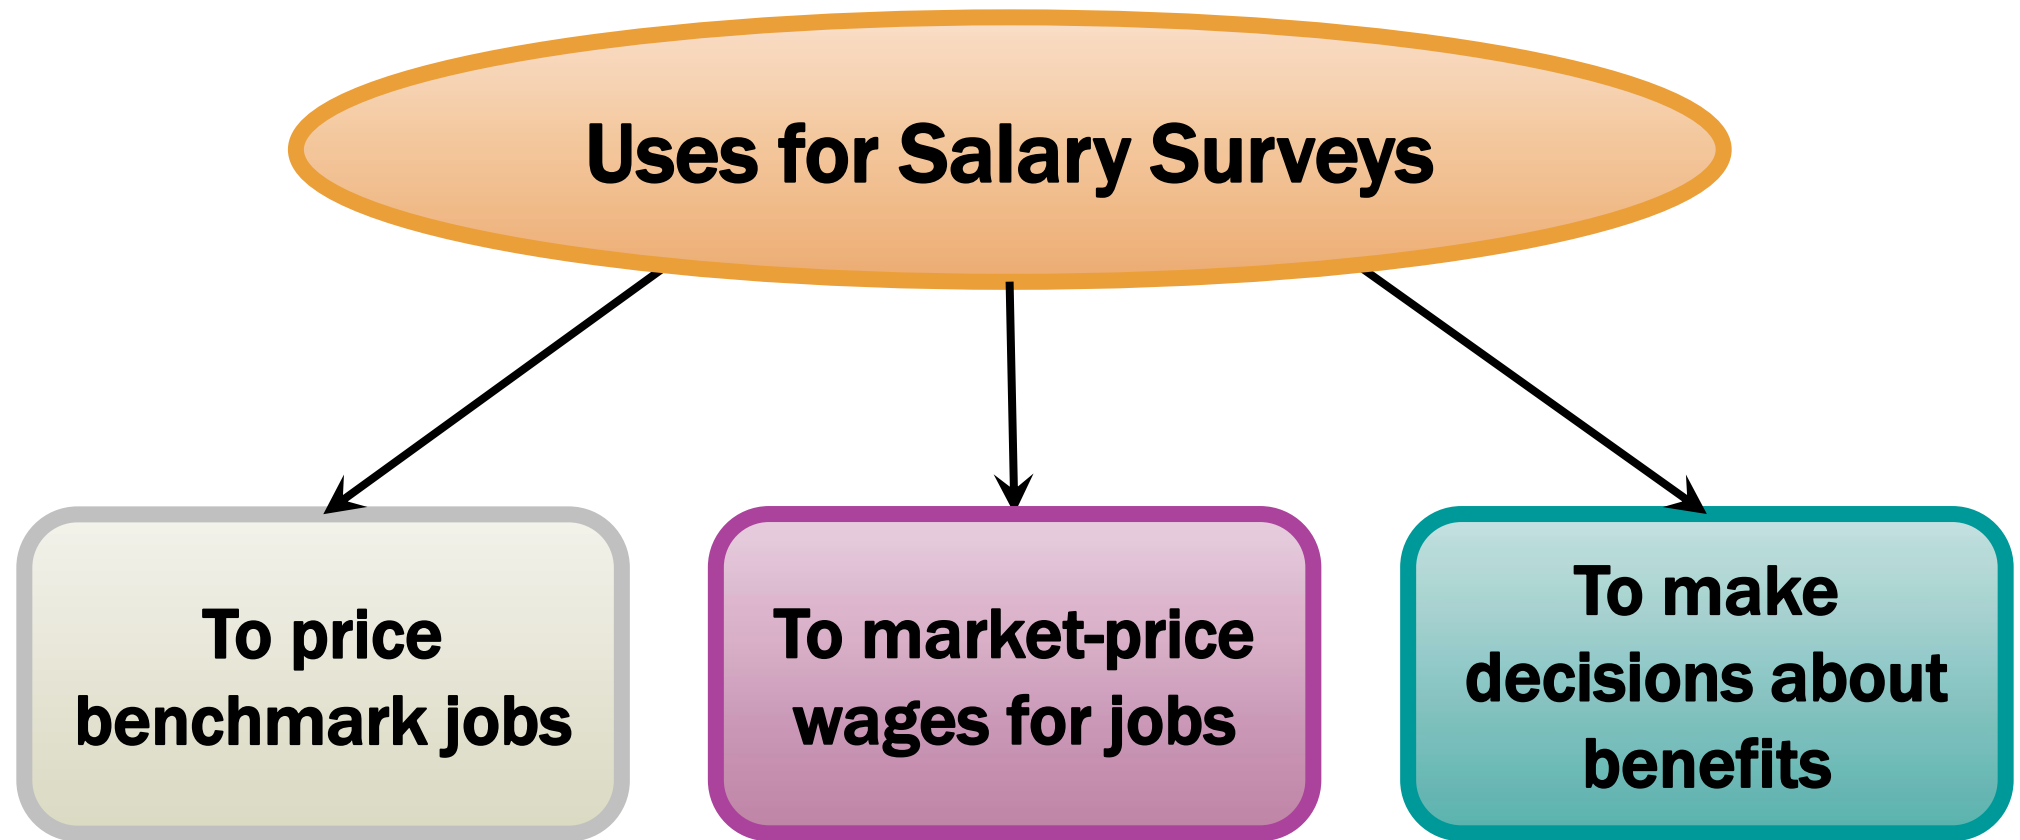 Uses for Salary Surveys
To price
benchmark jobs
To market-price
wages for jobs
To make
decisions about
benefits